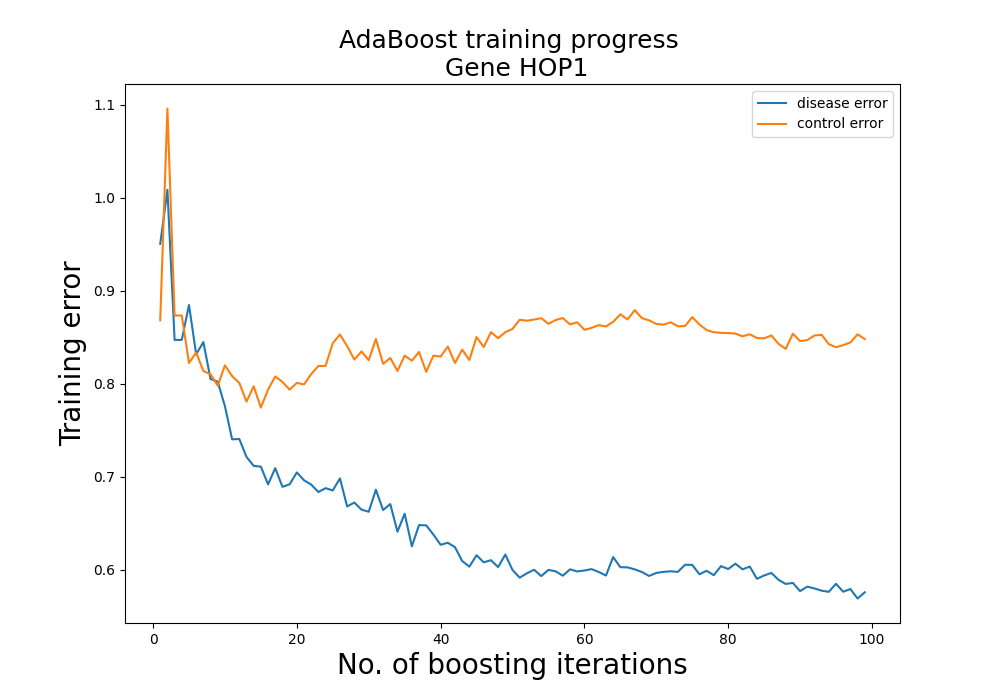 AdaBoost training progress
Gene HOP1
disease error
control error
Training error
1.1
1.0
0.9
0.8
0.7
0.6
0
20
40
60
80
100
No. of boosting iterations